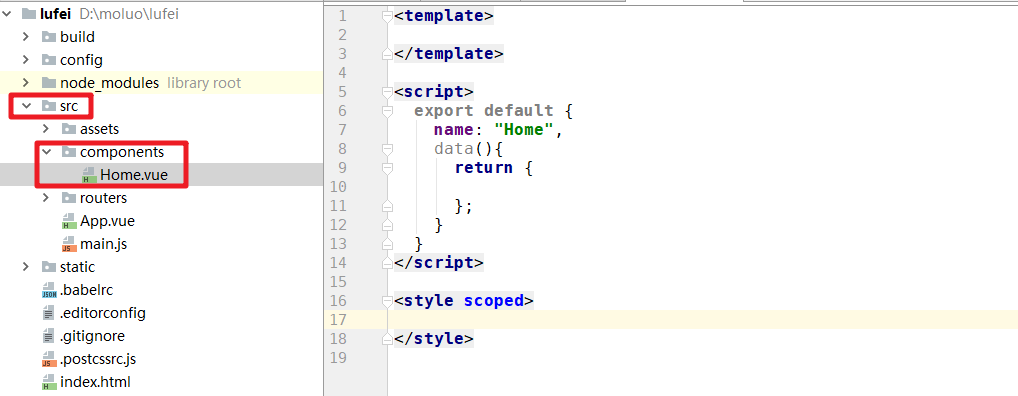 lufei D:\moluo\lufei
build
config
node_modules library root
src
assets
components
Home.vue
routers
App.vue
main.js
static
.babelrc
.editorconfig
.gitignore
.postcssrc.js
index.html
1 <template>
2
3 </template>
4
5 <script>
6 export default {
7 name: "Home",
8 data(){
9 return {
10
11 };
12 }
13 }
14 </script>
15
16 <style scoped>
17
18 </style>
19